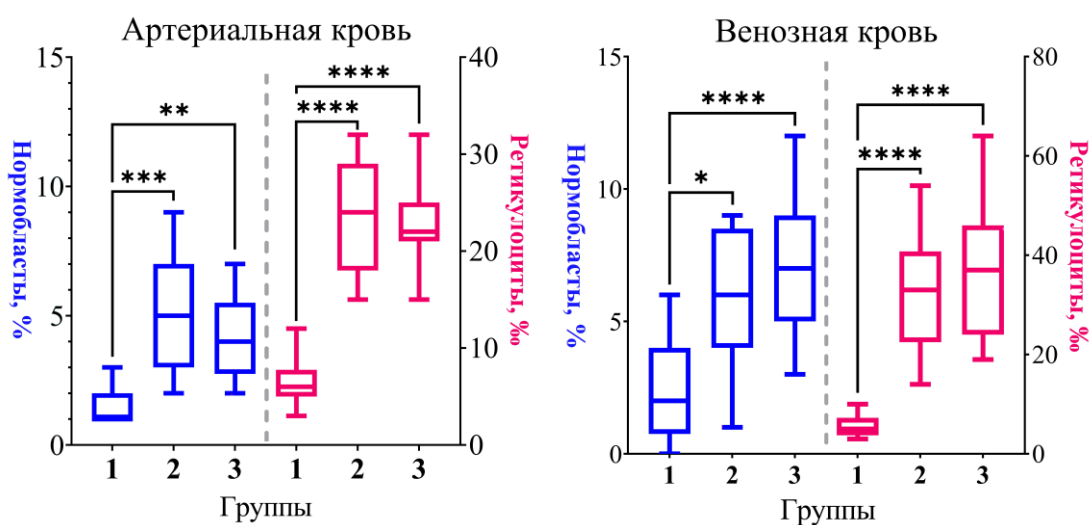 Артериальная кровь
15
10
5
0
Нормобласты, %
**
***
****
****
40
30
20
10
0
Ретикулоциты, ‰
1 2 3 1 2 3
Группы
Венозная кровь
15
10
5
0
Нормобласты, %
****
*
****
****
80
60
40
20
0
Ретикулоциты, ‰
1 2 3 1 2 3
Группы